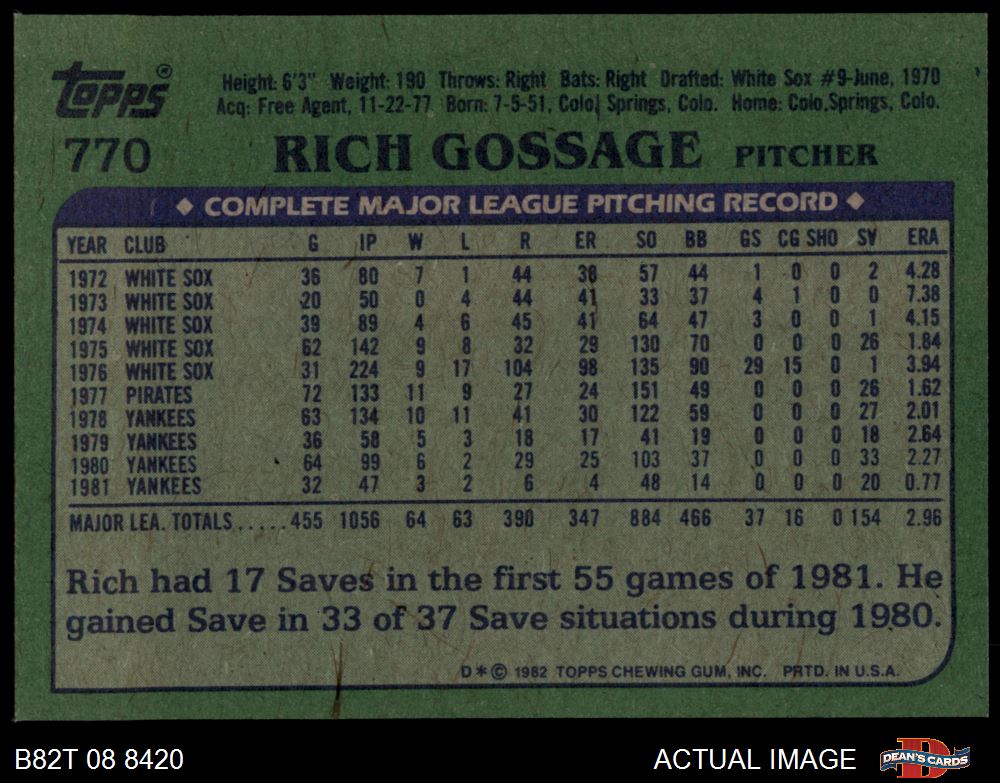 Topps®
Height: 6'3" Weight: 190 Throws: Right Bats: Right Drafted: White Sox #9-June, 1970
Acq: Free Agent, 11-22-77 Born: 7-5-51, Colo. Springs, Colo. Home: Colo. Springs, Colo.
770 RICH GOSSAGE PITCHER
◆ COMPLETE MAJOR LEAGUE PITCHING RECORD ◆
YEAR CLUB G IP W L R ER SO BB GS CG SHO SV ERA
1972 WHITE SOX 36 80 7 1 44 38 57 44 1 0 0 2 4.28
1973 WHITE SOX 20 50 0 4 44 41 33 37 4 1 0 0 7.38
1974 WHITE SOX 39 89 4 6 45 41 64 47 3 0 0 1 4.15
1975 WHITE SOX 62 142 9 8 32 29 130 70 0 0 0 26 1.84
1976 WHITE SOX 31 224 9 17 104 98 135 90 29 15 0 1 3.94
1977 PIRATES 72 133 11 9 27 24 151 49 0 0 0 26 1.62
1978 YANKEES 63 134 10 11 41 30 122 59 0 0 0 27 2.01
1979 YANKEES 36 58 5 3 18 17 41 19 0 0 0 18 2.64
1980 YANKEES 64 99 6 2 29 25 103 37 0 0 0 33 2.27
1981 YANKEES 32 47 3 2 6 4 48 14 0 0 0 20 0.77
MAJOR LEA. TOTALS.....455 1056 64 63 390 347 884 466 37 16 0 154 2.96
Rich had 17 Saves in the first 55 games of 1981. He
gained Save in 33 of 37 Save situations during 1980.
D*© 1982 TOPPS CHEWING GUM, INC. PRTD. IN U.S.A.
B82T 08 8420 ACTUAL IMAGE DEAN'S CARDS